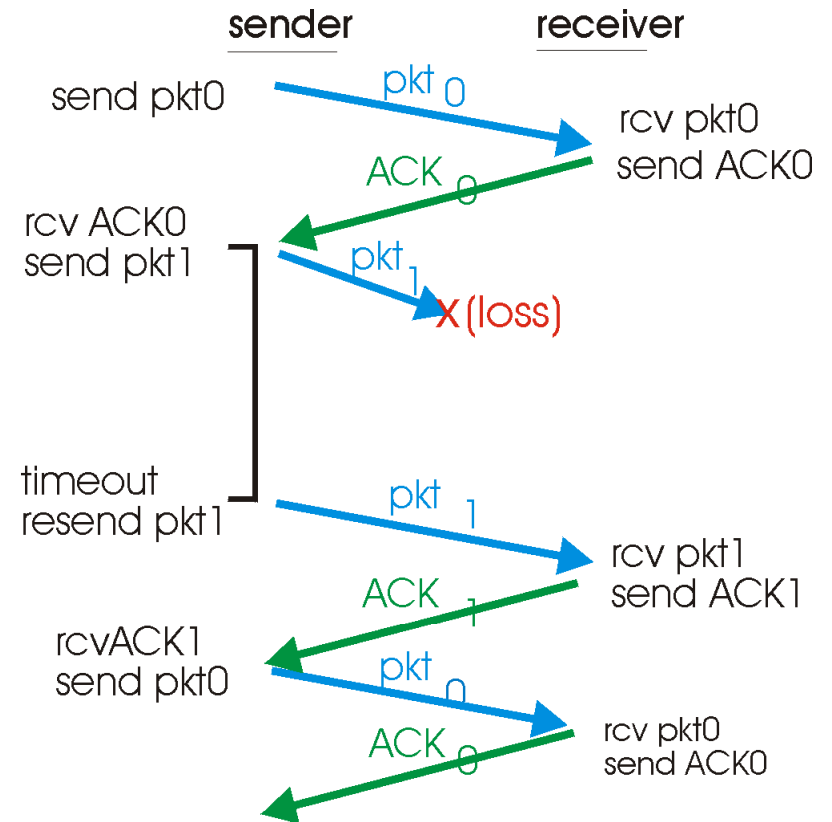 sender
receiver
send pkt0
pkt 0
rcv pkt0
send ACK0
ACK 0
rcv ACK0
send pkt1
pkt 1
X (loss)
timeout
resend pkt1
pkt 1
rcv pkt1
send ACK1
ACK 1
rcvACK1
send pkt0
pkt 0
rcv pkt0
send ACK0
ACK 0